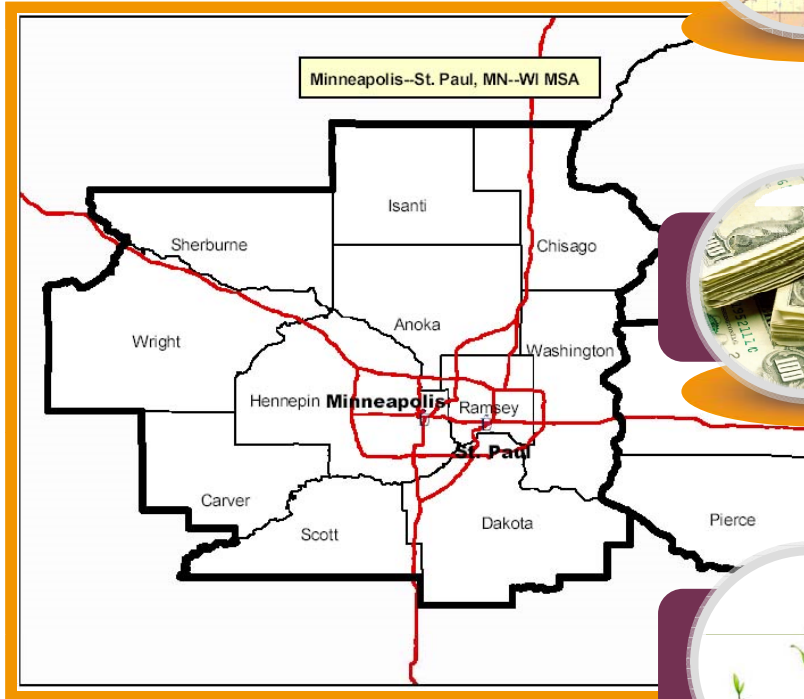 Minneapolis--St. Paul, MN--WI MSA
Isanti
Sherburne
Chisago
Anoka
Wright
Washington
Hennepin
Minneapolis
Ramsey
St. Paul
Carver
Scott
Dakota
Pierce
100